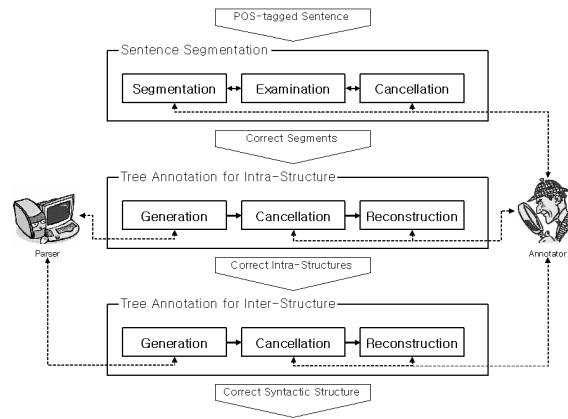 POS-tagged Sentence
Sentence Segmentation
Segmentation
Examination
Cancellation
Correct Segments
Tree Annotation for Intra-Structure
Generation
Cancellation
Reconstruction
Parser
Annotator
Correct Intra-Structures
Tree Annotation for Inter-Structure
Generation
Cancellation
Reconstruction
Correct Syntactic Structure